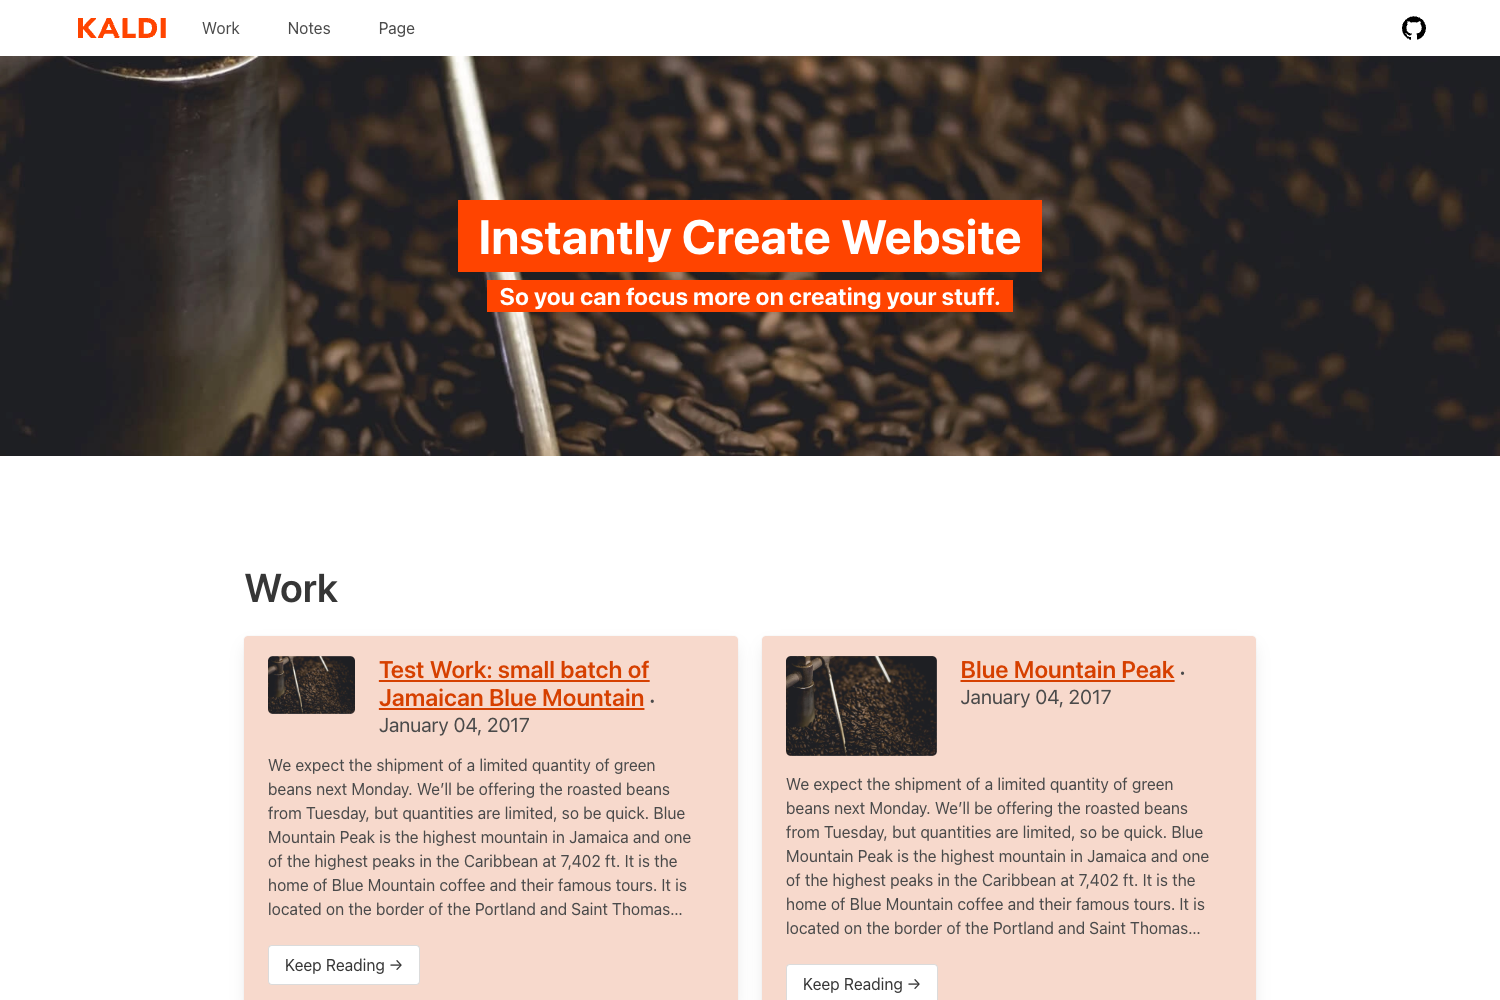 KALDI
Work
Notes
Page
Instantly Create Website
So you can focus more on creating your stuff.
Work
Test Work: small batch of
Jamaican Blue Mountain •
January 04, 2017
We expect the shipment of a limited quantity of green
beans next Monday. We’ll be offering the roasted beans
from Tuesday, but quantities are limited, so be quick. Blue
Mountain Peak is the highest mountain in Jamaica and one
of the highest peaks in the Caribbean at 7,402 ft. It is the
home of Blue Mountain coffee and their famous tours. It is
located on the border of the Portland and Saint Thomas…
Keep Reading →
Blue Mountain Peak •
January 04, 2017
We expect the shipment of a limited quantity of green
beans next Monday. We’ll be offering the roasted beans
from Tuesday, but quantities are limited, so be quick. Blue
Mountain Peak is the highest mountain in Jamaica and one
of the highest peaks in the Caribbean at 7,402 ft. It is the
home of Blue Mountain coffee and their famous tours. It is
located on the border of the Portland and Saint Thomas…
Keep Reading →